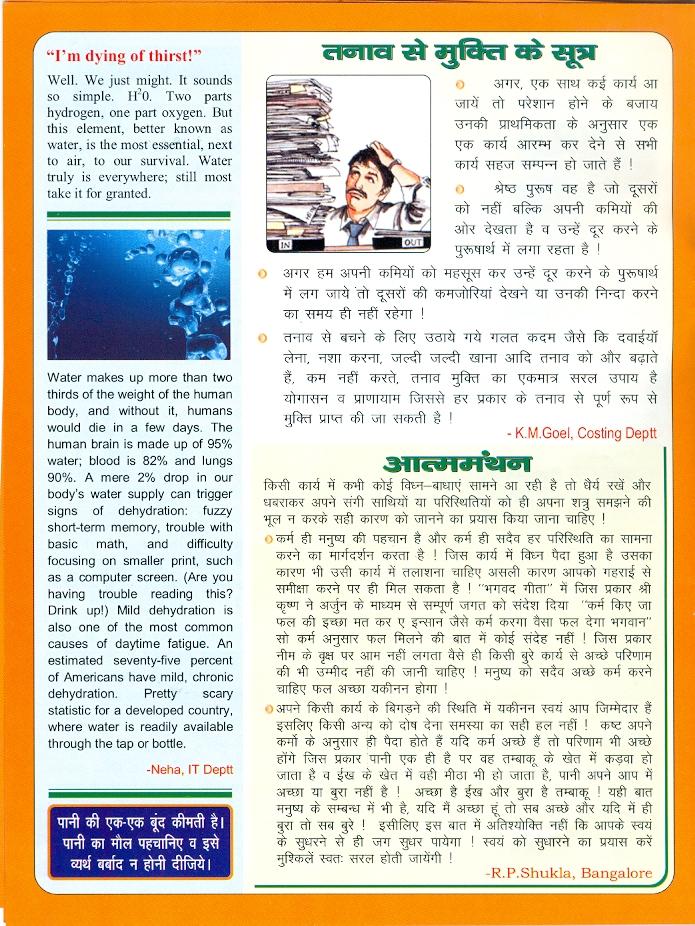 “I’m dying of thirst!”
Well. We just might. It sounds
so simple. H²0. Two parts
hydrogen, one part oxygen. But
this element, better known as
water, is the most essential, next
to air, to our survival. Water
truly is everywhere; still most
take it for granted.
Water makes up more than two
thirds of the weight of the human
body, and without it, humans
would die in a few days. The
human brain is made up of 95%
water; blood is 82% and lungs
90%. A mere 2% drop in our
body’s water supply can trigger
signs of dehydration: fuzzy
short-term memory, trouble with
basic math, and difficulty
focusing on smaller print, such
as a computer screen. (Are you
having trouble reading this?
Drink up!) Mild dehydration is
also one of the most common
causes of daytime fatigue. An
estimated seventy-five percent
of Americans have mild, chronic
dehydration. Pretty scary
statistic for a developed country,
where water is readily available
through the tap or bottle.
-Neha, IT Deptt
पानी की एक-एक बूंद कीमती है।
पानी का मौल पहचानिए व इसे
व्यर्थ बर्बाद न होनी दीजिये।
तनाव से मुक्ति के सूत्र
IN OUT
अगर, एक साथ कई कार्य आ
जायें तो परेशान होने के बजाय
उनकी प्राथमिकता के अनुसार एक
एक कार्य आरम्भ कर देने से सभी
कार्य सहज सम्पन्न हो जाते हैं !
श्रेष्ठ पुरूष वह है जो दूसरों
को नहीं बल्कि अपनी कमियों की
ओर देखता है व उन्हें दूर करने के
पुरूषार्थ में लगा रहता है !
अगर हम अपनी कमियों को महसूस कर उन्हें दूर करने के पुरूषार्थ
में लग जाये तो दूसरों की कमजोरियां देखने या उनकी निन्दा करने
का समय ही नहीं रहेगा !
तनाव से बचने के लिए उठाये गये गलत कदम जैसे कि दवाईयॉ
लेना, नशा करना, जल्दी जल्दी खाना आदि तनाव को और बढ़ाते
हैं, कम नहीं करते, तनाव मुक्ति का एकमात्र सरल उपाय है
योगासन व प्राणायाम जिससे हर प्रकार के तनाव से पूर्ण रूप से
मुक्ति प्राप्त की जा सकती है !
- K.M.Goel, Costing Deptt
आत्ममंथन
किसी कार्य में कभी कोई विध्न–बाधाएं सामने आ रही है तो धैर्य रखें और
घबराकर अपने संगी साथियों या परिस्थितियों को ही अपना शत्रु समझने की
भूल न करके सही कारण को जानने का प्रयास किया जाना चाहिए !
कर्म ही मनुष्य की पहचान है और कर्म ही सदैव हर परिस्थिति का सामना
करने का मार्गदर्शन करता है ! जिस कार्य में विध्न पैदा हुआ है उसका
कारण भी उसी कार्य में तलाशना चाहिए असली कारण आपको गहराई से
समीक्षा करने पर ही मिल सकता है ! “भगवद गीता” में जिस प्रकार श्री
कृष्ण ने अर्जुन के माध्यम से सम्पूर्ण जगत को संदेश दिया “कर्म किए जा
फल की इच्छा मत कर ए इन्सान जैसे कर्म करगा वैसा फल देगा भगवान”
सो कर्म अनुसार फल मिलने की बात में कोई संदेह नहीं ! जिस प्रकार
नीम के वृक्ष पर आम नहीं लगता वैसे ही किसी बुरे कार्य से अच्छे परिणाम
की भी उम्मीद नहीं की जानी चाहिए ! मनुष्य को सदैव अच्छे कर्म करने
चाहिए फल अच्छा यकीनन होगा !
अपने किसी कार्य के बिगड़ने की स्थिति में यकीनन स्वयं आप जिम्मेदार हैं
इसलिए किसी अन्य को दोष देना समस्या का सही हल नहीं ! कष्ट अपने
कर्मो के अनुसार ही पैदा होते हैं यदि कर्म अच्छे हैं तो परिणाम भी अच्छे
होंगे जिस प्रकार पानी एक ही है पर वह तम्बाकू के खेत में कड़वा हो
जाता है व ईख के खेत में वही मीठा भी हो जाता है, पानी अपने आप में
अच्छा या बुरा नहीं है ! अच्छा है ईख और बुरा है तम्बाकू ! यही बात
मनुष्य के सम्बन्ध में भी है, यदि मैं अच्छा हूं तो सब अच्छे और यदि में ही
बुरा तो सब बुरे ! इसीलिए इस बात में अतिश्योक्ति नहीं कि आपके स्वयं
के सुधरने से ही जग सुधर पायेगा ! स्वयं को सुधारने का प्रयास करें
मुश्किलें स्वतः सरल होती जायेंगी !
-R.P.Shukla, Bangalore